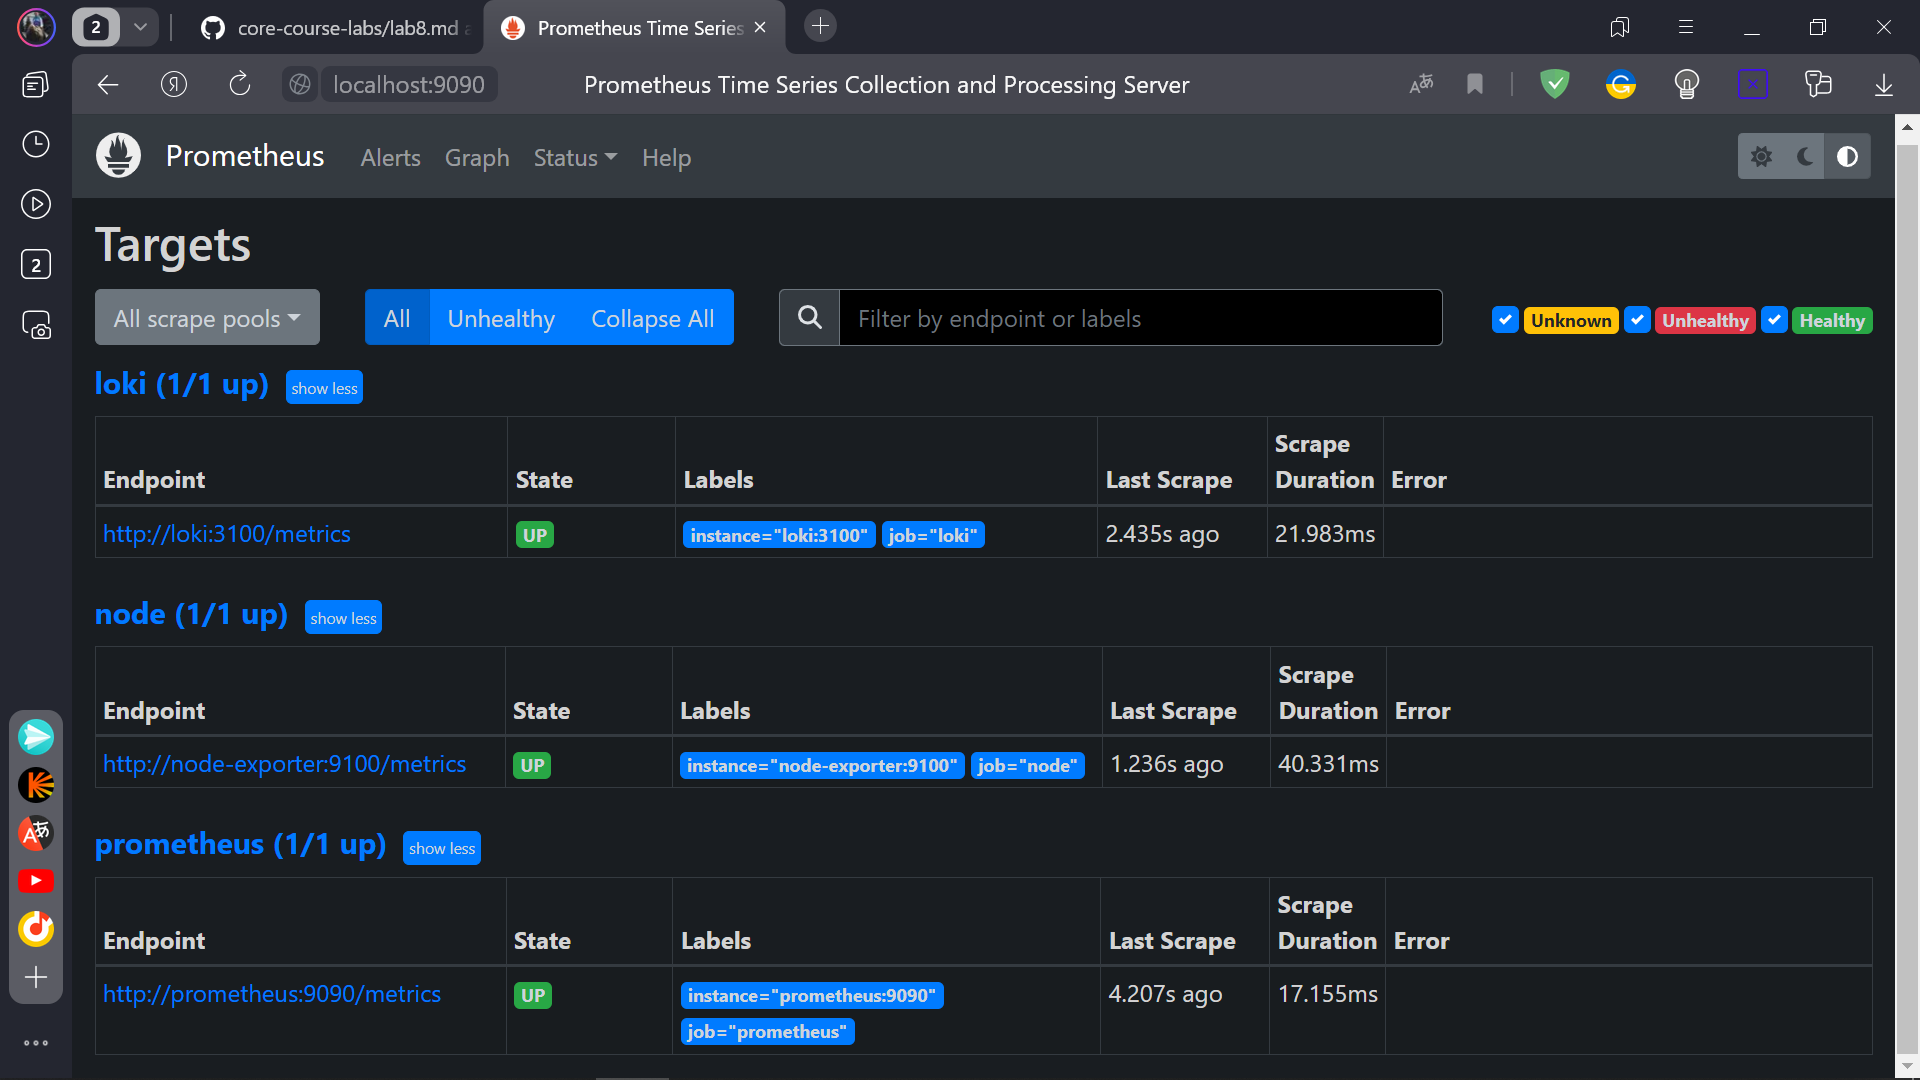 2
core-course-labs/lab8.md a
Prometheus Time Series
Я
localhost:9090
Prometheus Time Series Collection and Processing Server
Prometheus
Alerts
Graph
Status
Help
2
Targets
All scrape pools
All
Unhealthy
Collapse All
Filter by endpoint or labels
Unknown
Unhealthy
Healthy
loki (1/1 up)
show less
Endpoint
State
Labels
Last Scrape
Scrape
Duration
Error
http://loki:3100/metrics
UP
instance="loki:3100"
job="loki"
2.435s ago
21.983ms
node (1/1 up)
show less
Endpoint
State
Labels
Last Scrape
Scrape
Duration
Error
http://node-exporter:9100/metrics
UP
instance="node-exporter:9100"
job="node"
1.236s ago
40.331ms
prometheus (1/1 up)
show less
Endpoint
State
Labels
Last Scrape
Scrape
Duration
Error
http://prometheus:9090/metrics
UP
instance="prometheus:9090"
job="prometheus"
4.207s ago
17.155ms